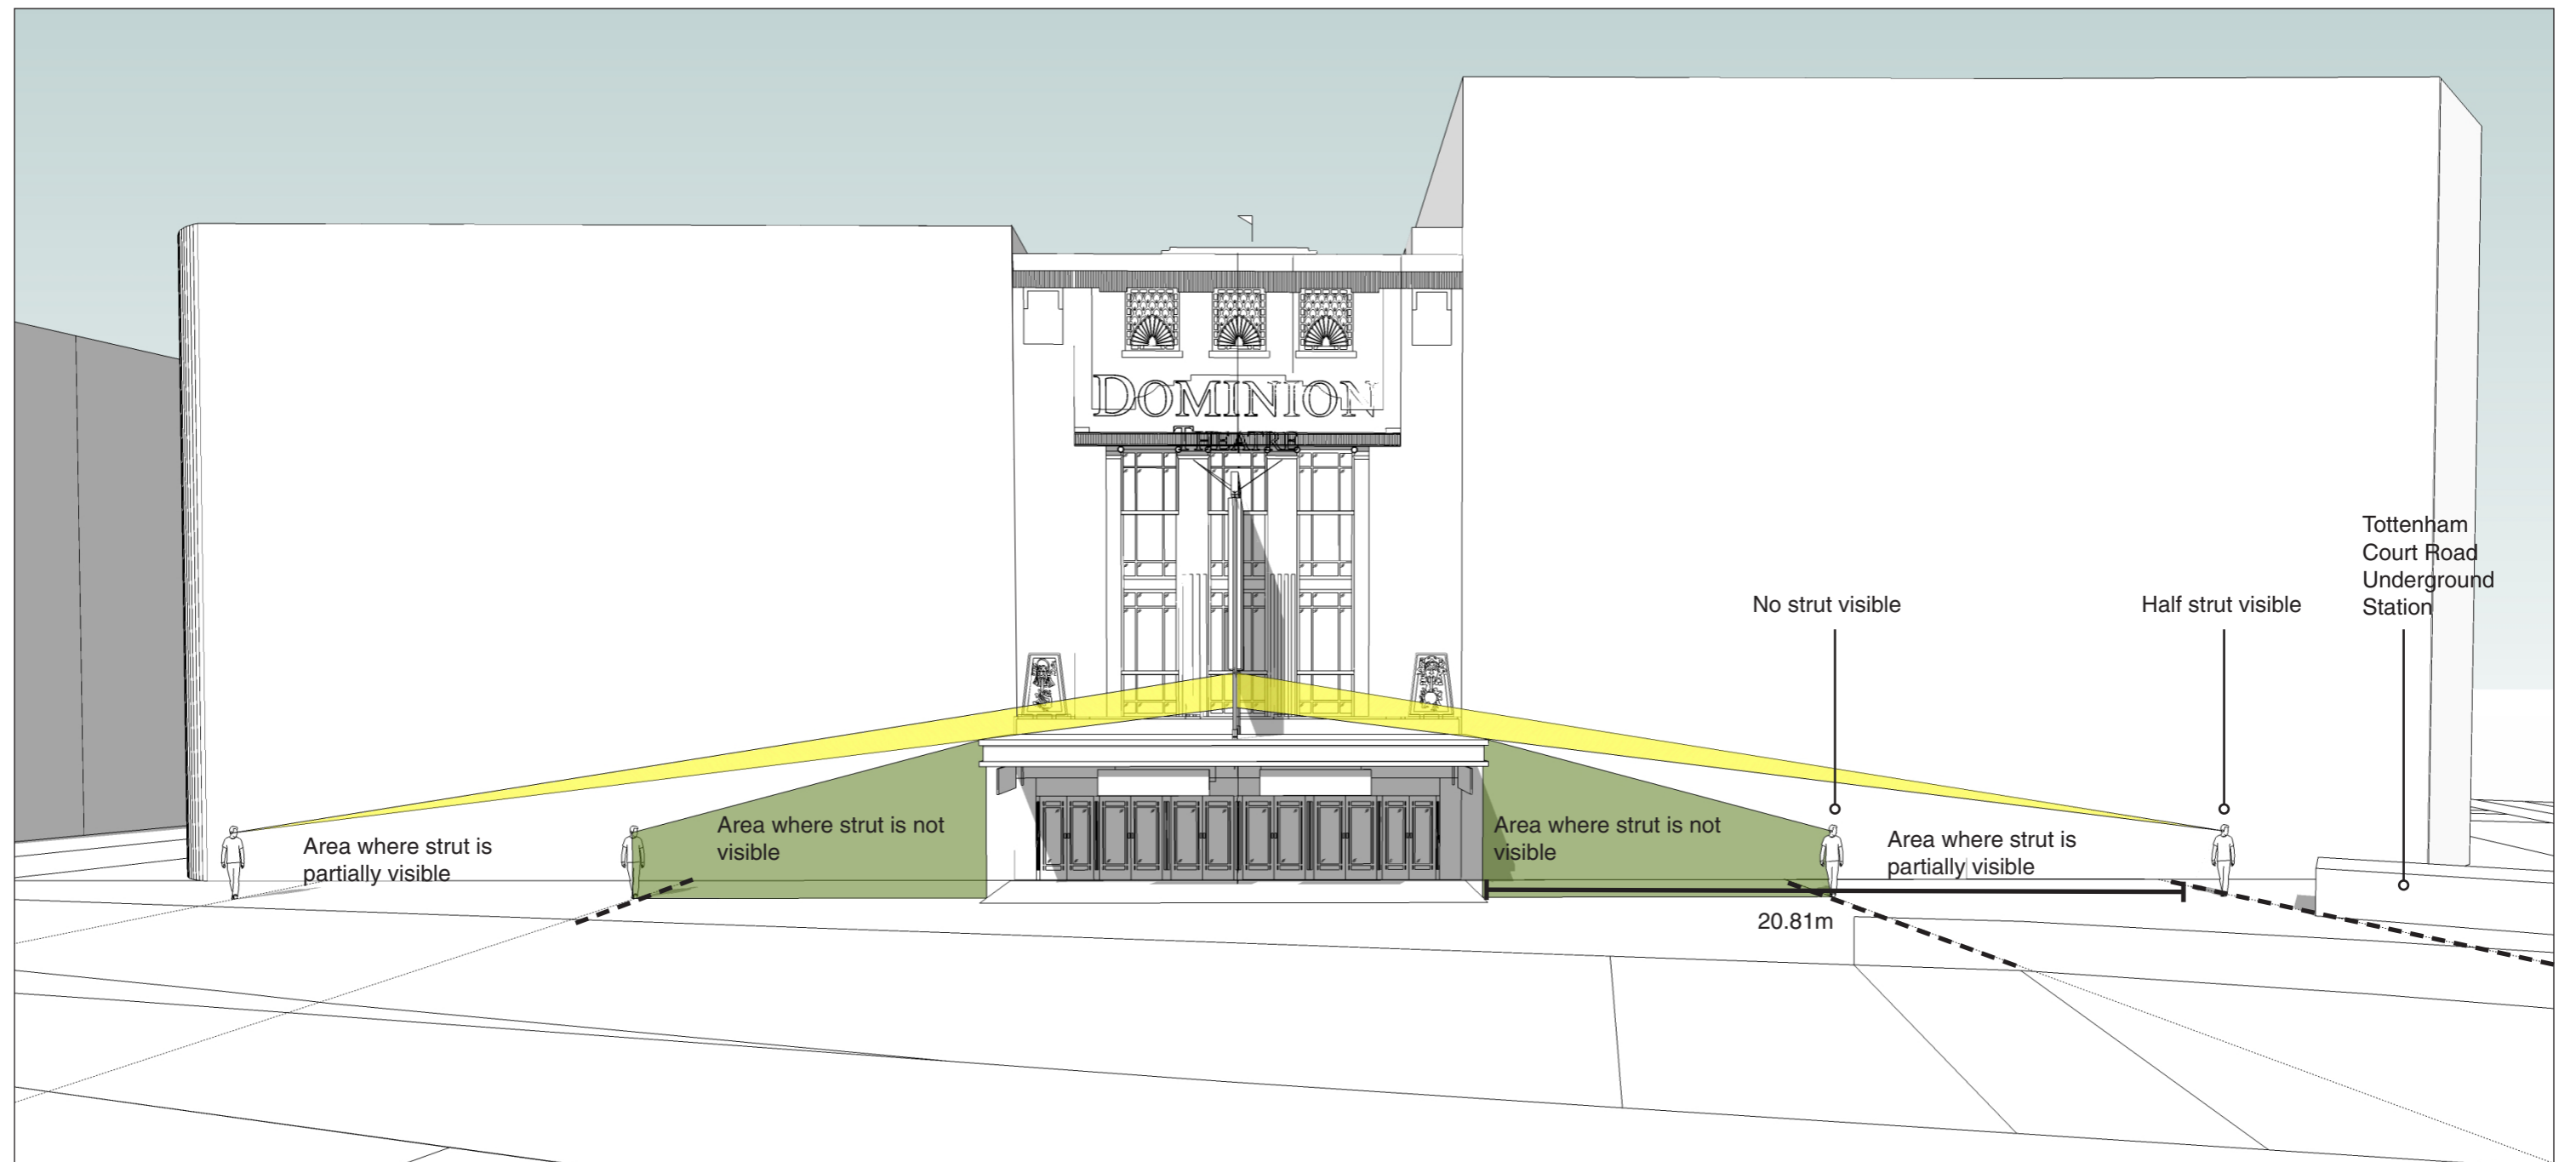 DOMINION
THEATRE
Tottenham
Court Road
Underground
Station
No strut visible
Half strut visible
Area where strut is
partially visible
Area where strut is not
visible
Area where strut is not
visible
Area where strut is
partially visible
20.81m